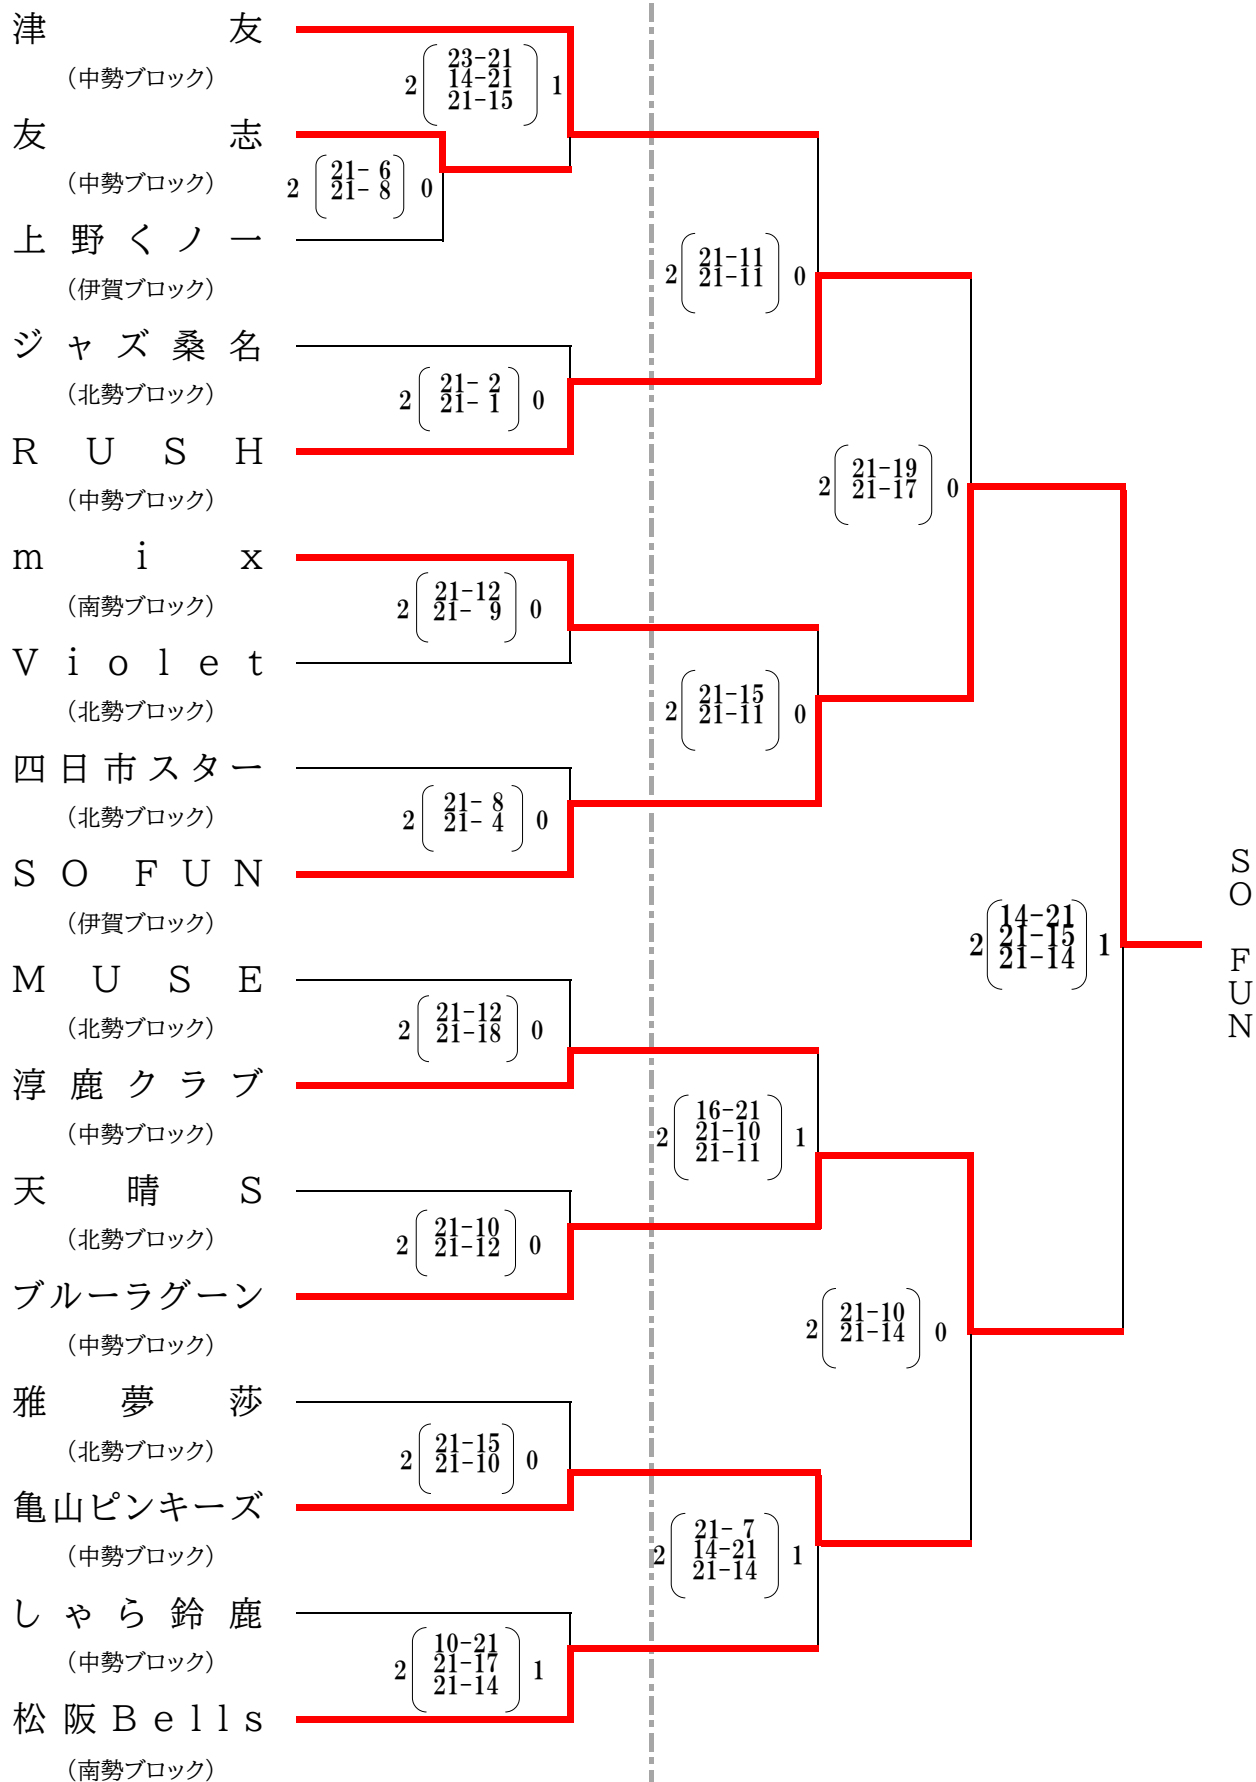 津友
（中勢ブロック）
2 23-21 1
14-21
21-15
友志
（中勢ブロック）
2 21- 6 0
21- 8
上野くノ一
（伊賀ブロック）
2 21-11 0
21-11
ジャズ桑名
（北勢ブロック）
2 21- 2 0
21- 1
RUSH
（中勢ブロック）
2 21-19 0
21-17
mix
（南勢ブロック）
2 21-12 0
21- 9
Violet
（北勢ブロック）
2 21-15 0
21-11
四日市スター
（北勢ブロック）
2 21- 8 0
21- 4
SO FUN
（伊賀ブロック）
2 14-21 1
21-15
21-14
SO FUN
MUSE
（北勢ブロック）
2 21-12 0
21-18
淳鹿クラブ
（中勢ブロック）
2 16-21 1
21-10
21-11
天晴S
（北勢ブロック）
2 21-10 0
21-12
ブルーラグーン
（中勢ブロック）
2 21-10 0
21-14
雅夢莎
（北勢ブロック）
2 21-15 0
21-10
亀山ピンキーズ
（中勢ブロック）
2 21- 7 1
14-21
21-14
しゃら鈴鹿
（中勢ブロック）
2 10-21 1
21-17
21-14
松阪Bells
（南勢ブロック）